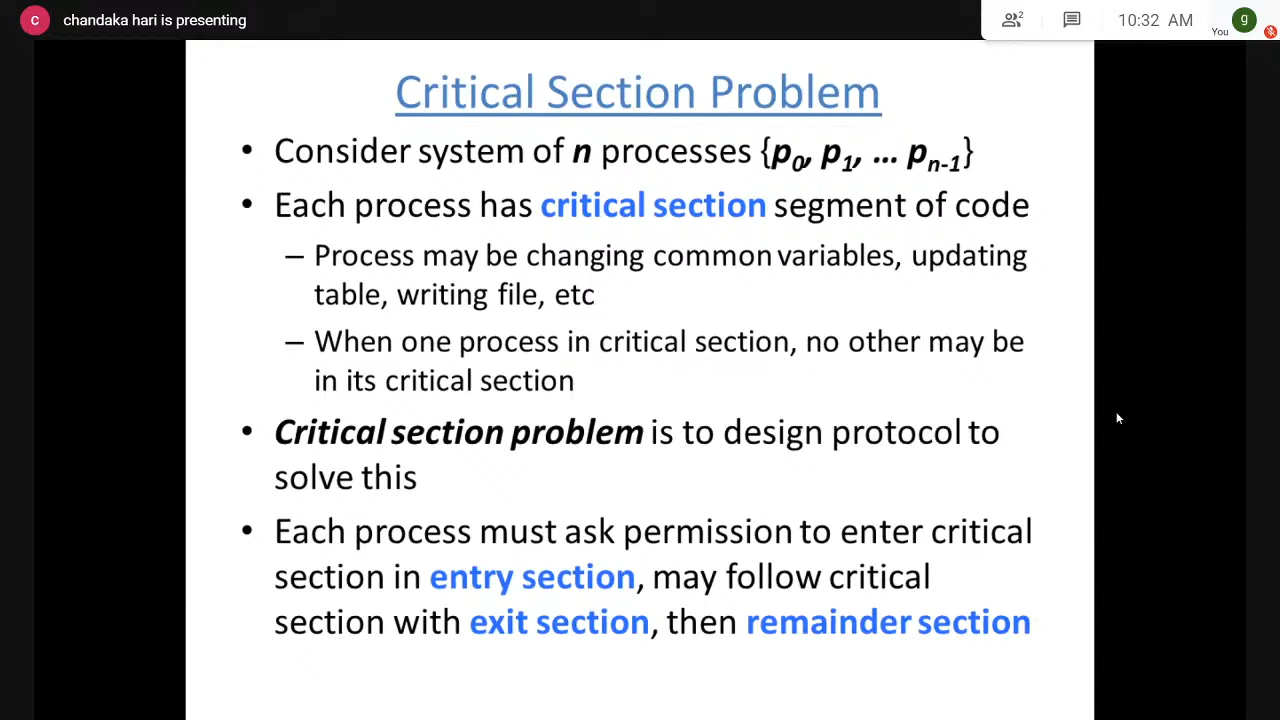 c chandaka hari is presenting
2 10:32 AM You g
Critical Section Problem
• Consider system of n processes {p0, p1, … pn-1}
• Each process has critical section segment of code
– Process may be changing common variables, updating
table, writing file, etc
– When one process in critical section, no other may be
in its critical section
• Critical section problem is to design protocol to
solve this
• Each process must ask permission to enter critical
section in entry section, may follow critical
section with exit section, then remainder section